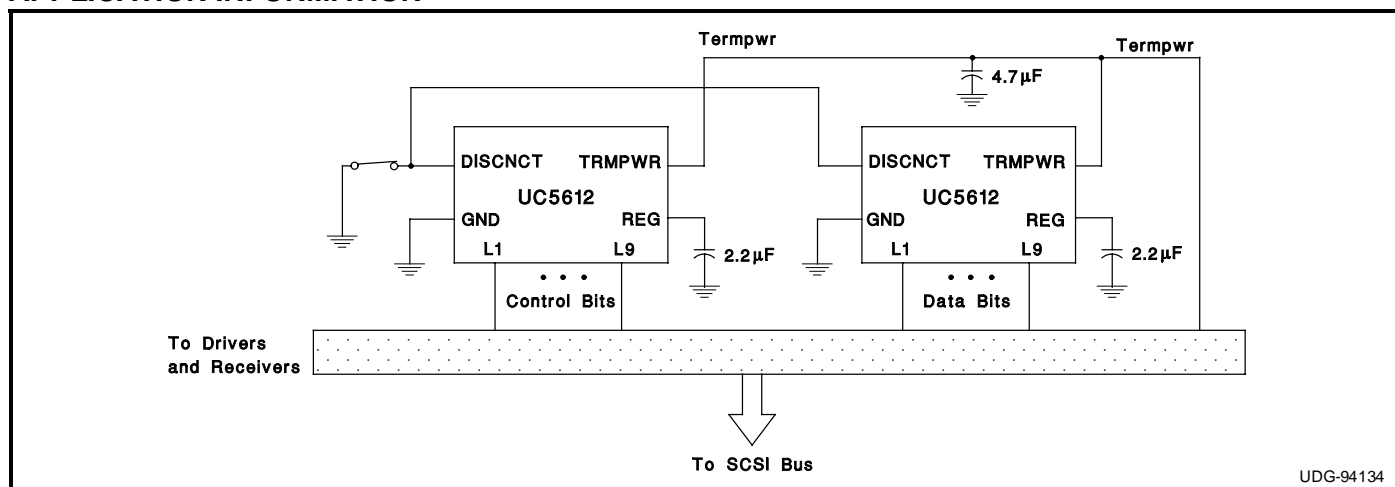 Termpwr
Termpwr
4.7µF
DISCNCT TRMPWR
UC5612
GND
REG
L1 L9
2.2µF
• • •
Control Bits
DISCNCT TRMPWR
UC5612
GND
REG
L1 L9
2.2µF
• • •
Data Bits
To Drivers
and Receivers
To SCSI Bus
UDG-94134